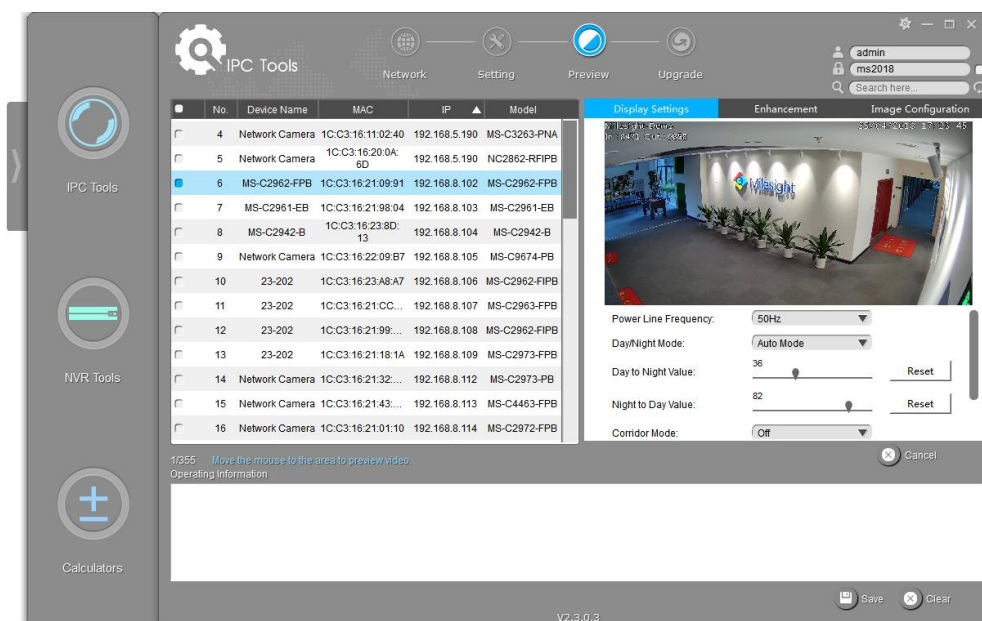 IPC Tools
Network
Setting
Preview
Upgrade
admin
ms2018
Search here...
IPC Tools
NVR Tools
Calculators
No. Device Name MAC IP Model
4 Network Camera 1C:C3:16:11:02:40 192.168.5.190 MS-C3263-PNA
5 Network Camera 1C:C3:16:20:0A:6D 192.168.5.190 NC2862-RFIPB
6 MS-C2962-FPB 1C:C3:16:21:09:91 192.168.8.102 MS-C2962-FPB
7 MS-C2961-EB 1C:C3:16:21:98:04 192.168.8.103 MS-C2961-EB
8 MS-C2942-B 1C:C3:16:23:8D:13 192.168.8.104 MS-C2942-B
9 Network Camera 1C:C3:16:22:09:B7 192.168.8.105 MS-C9674-PB
10 23-202 1C:C3:16:23:A8:A7 192.168.8.106 MS-C2962-FIPB
11 23-202 1C:C3:16:21:CC... 192.168.8.107 MS-C2963-FPB
12 23-202 1C:C3:16:21:99:... 192.168.8.108 MS-C2962-FIPB
13 23-202 1C:C3:16:21:18:1A 192.168.8.109 MS-C2973-FPB
14 Network Camera 1C:C3:16:21:32:... 192.168.8.112 MS-C2973-PB
15 Network Camera 1C:C3:16:21:43:... 192.168.8.113 MS-C4463-FPB
16 Network Camera 1C:C3:16:21:01:10 192.168.8.114 MS-C2972-FPB
Display Settings Enhancement Image Configuration
Milesight
Power Line Frequency: 50Hz
Day/Night Mode: Auto Mode
Day to Night Value: 36 Reset
Night to Day Value: 82 Reset
Corridor Mode: Off
1/355 Move the mouse to the area to preview video.
Cancel
Operating Information
Save
Clear
V2.3.0.3